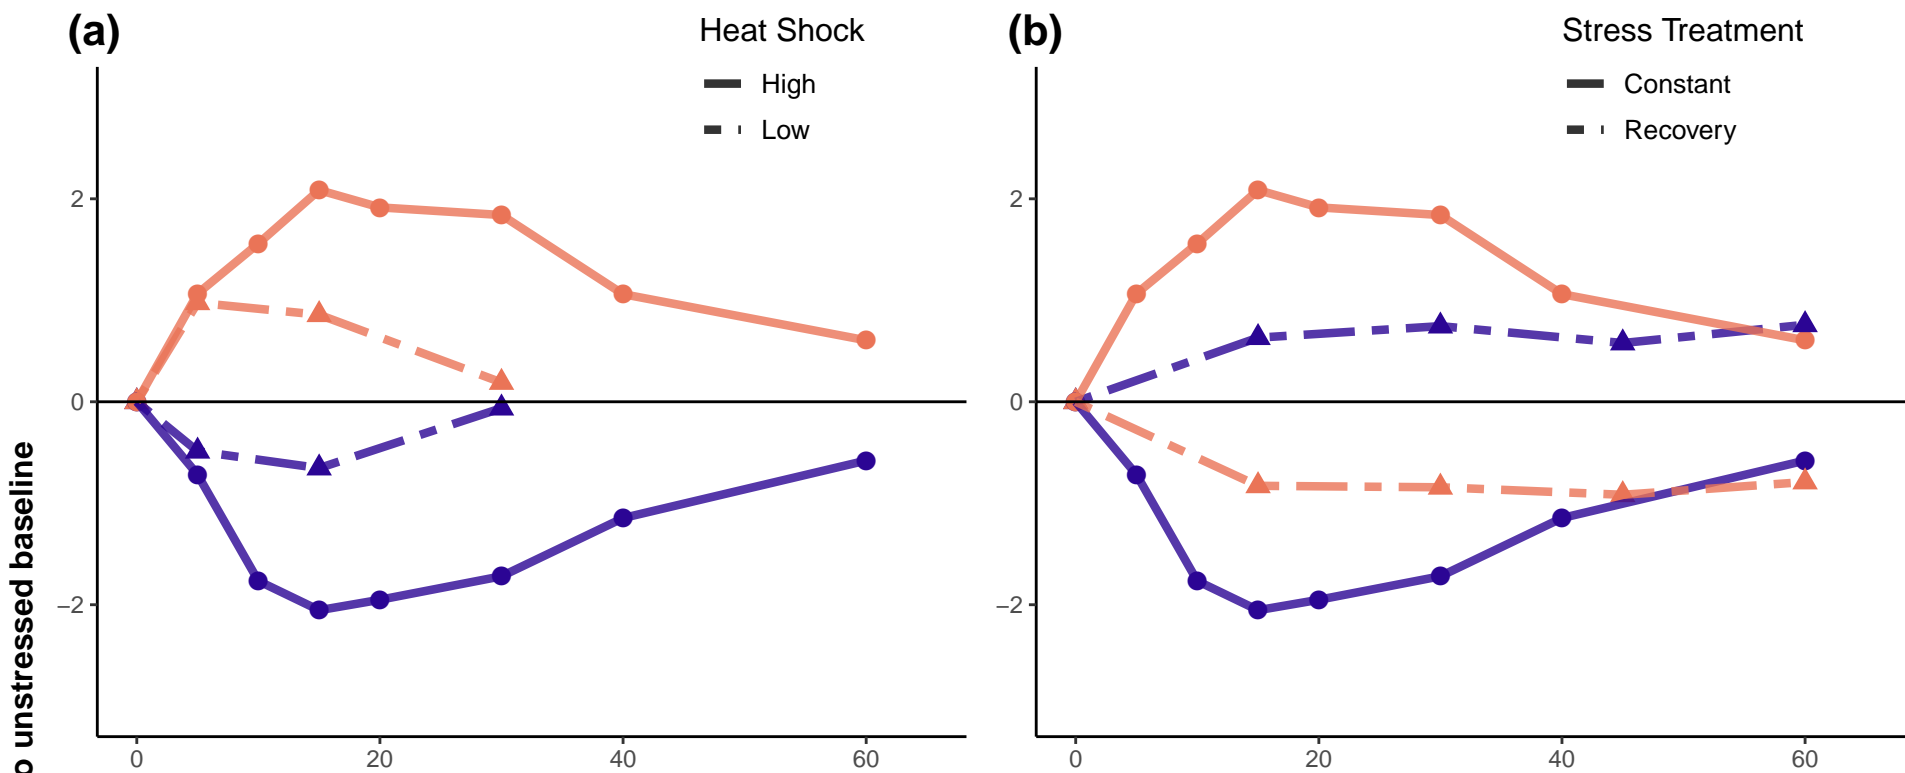 (a)
Heat Shock
High
Low
2
0
−2
0 20 40 60
unstressed baseline
(b)
Stress Treatment
Constant
Recovery
2
0
−2
0 20 40 60